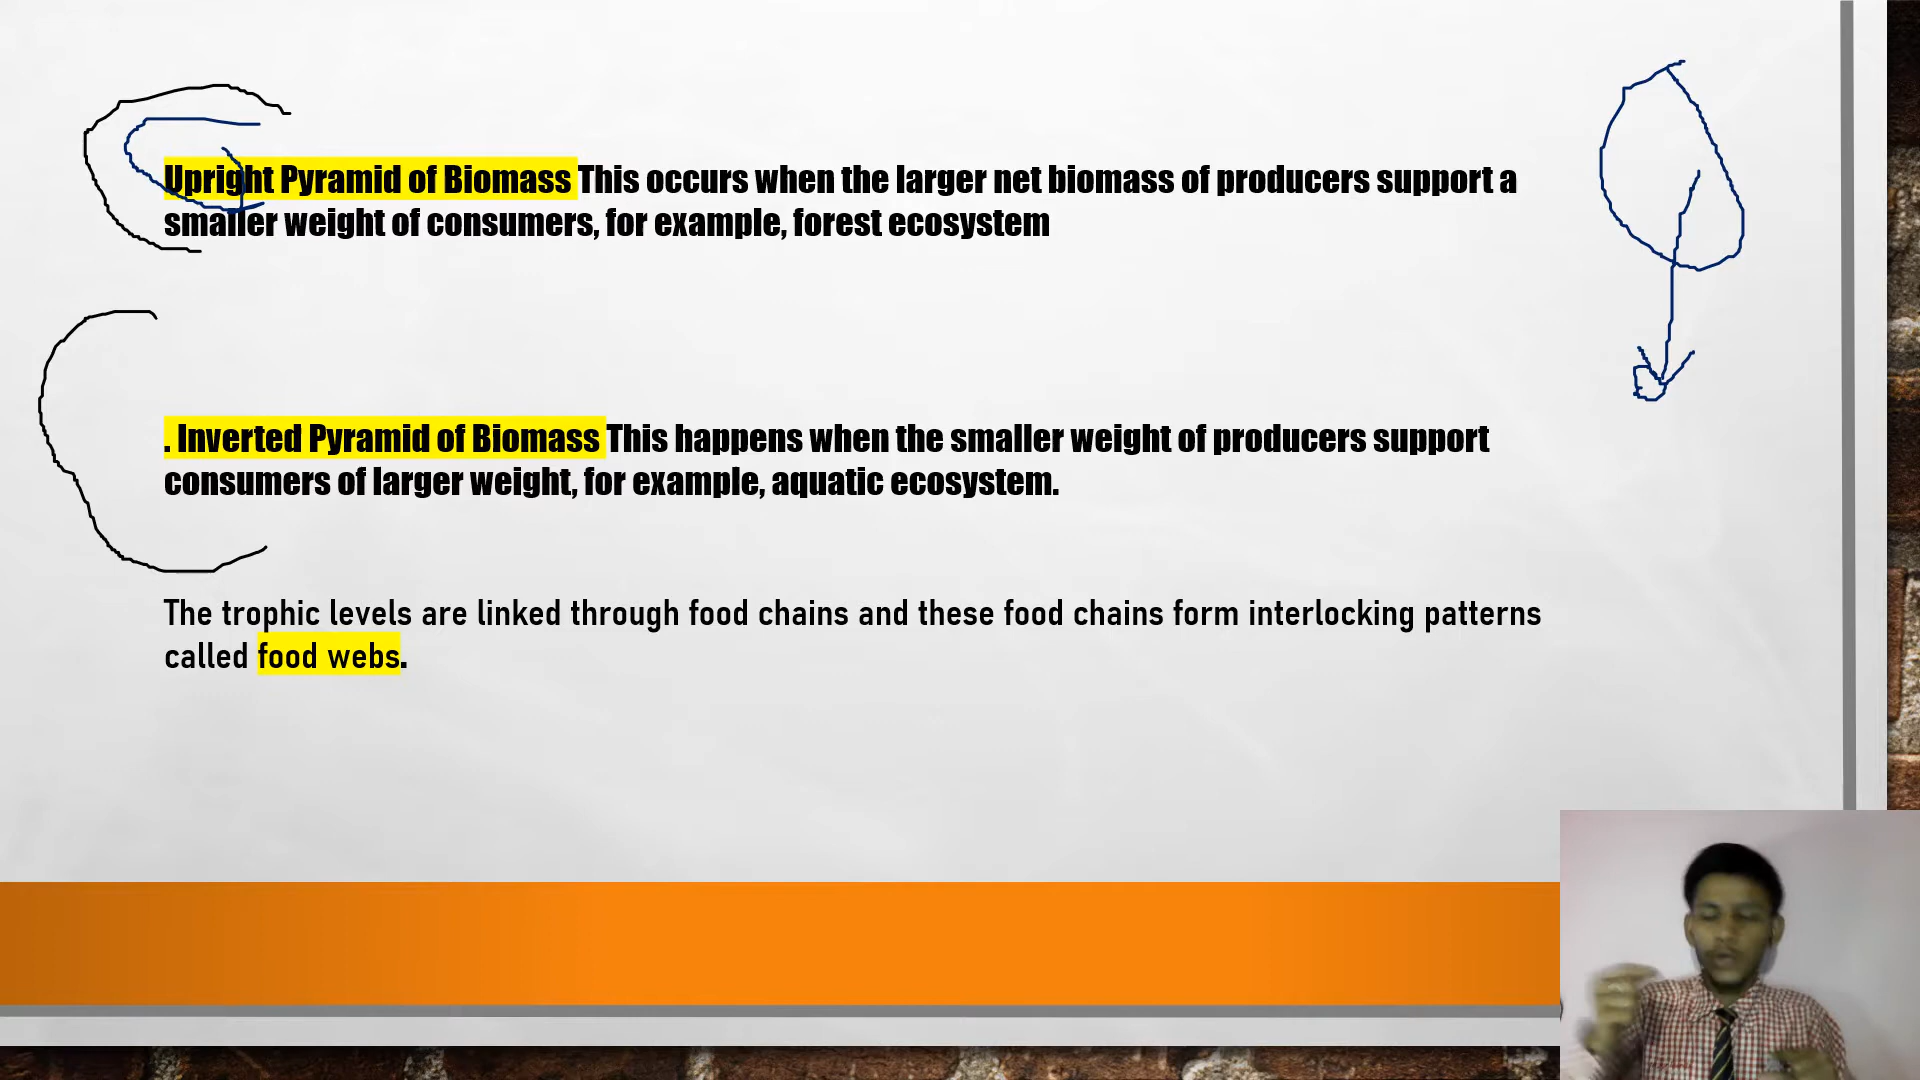 Upright Pyramid of Biomass This occurs when the larger net biomass of producers support a
smaller weight of consumers, for example, forest ecosystem
. Inverted Pyramid of Biomass This happens when the smaller weight of producers support
consumers of larger weight, for example, aquatic ecosystem.
The trophic levels are linked through food chains and these food chains form interlocking patterns
called food webs.